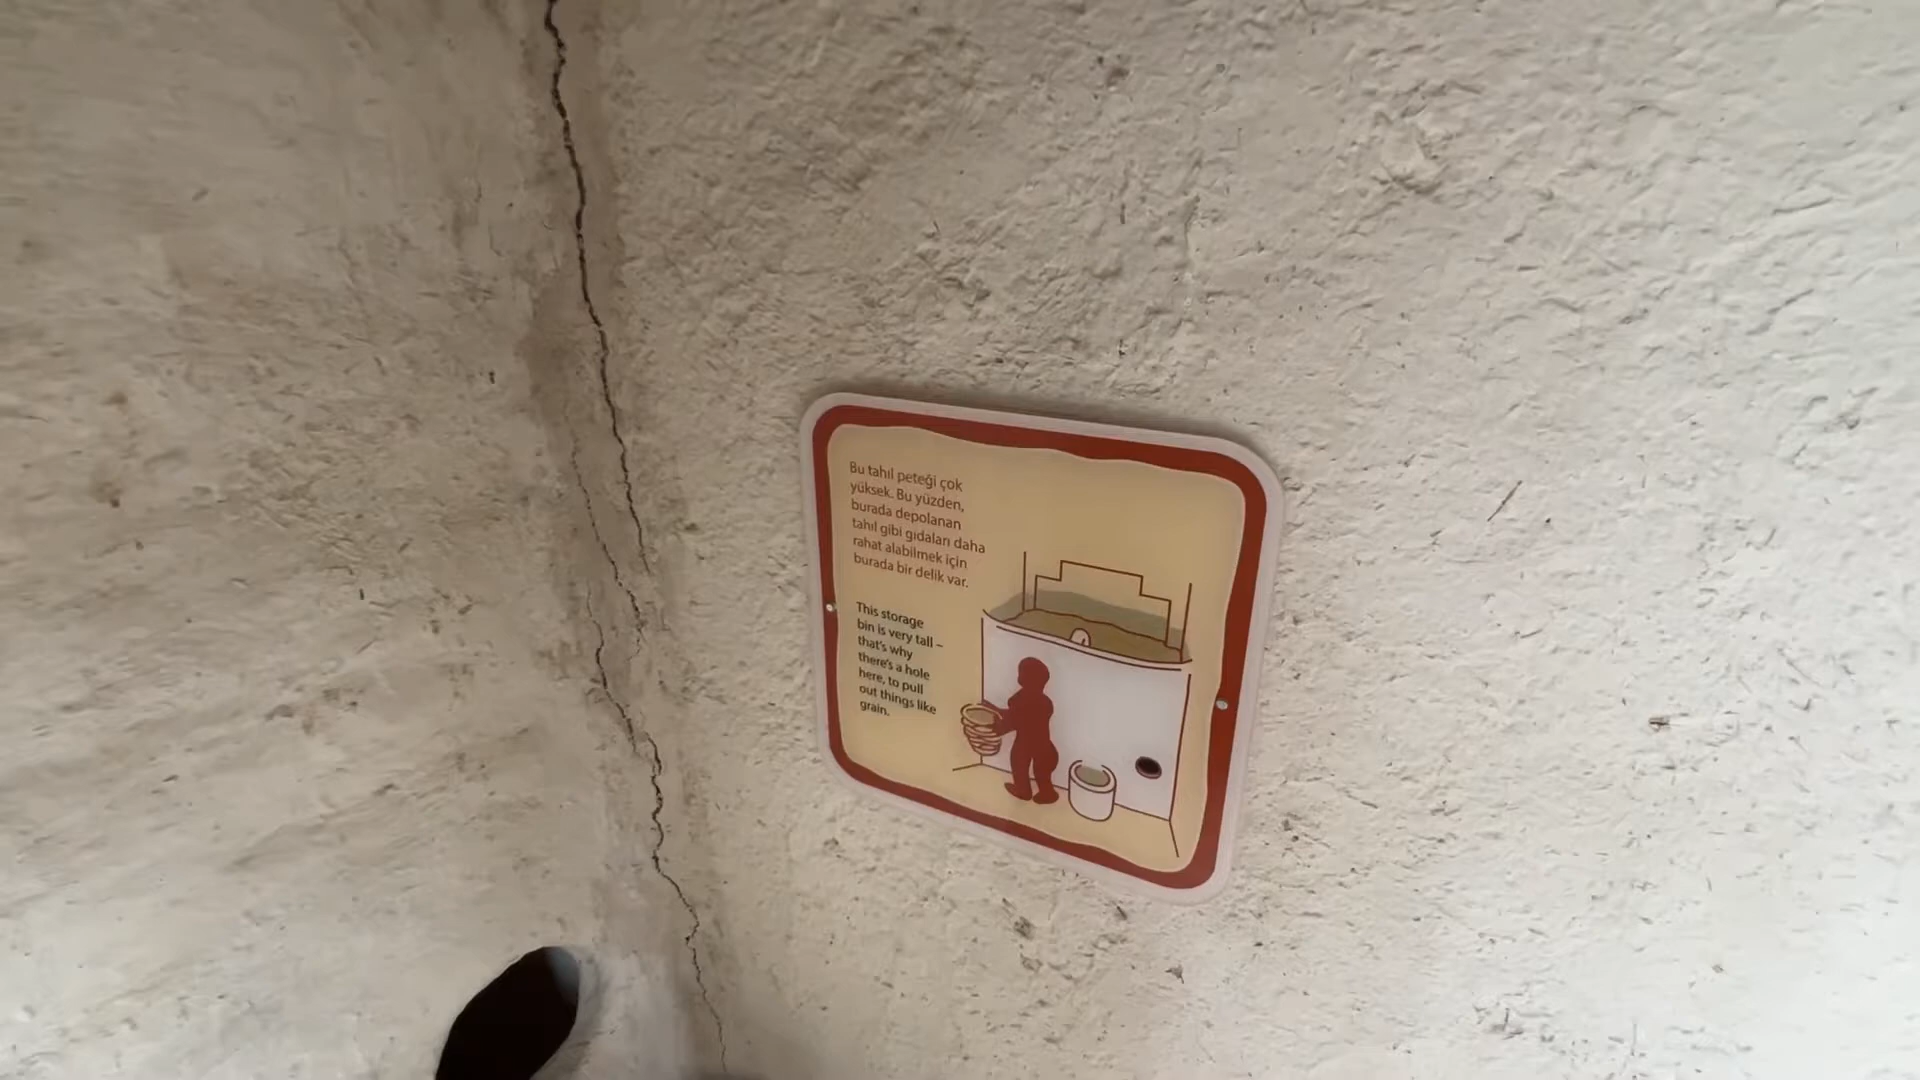 Bu tahıl peteği çok
yüksek. Bu yüzden,
burada depolanan
tahıl gibi gıdaları daha
rahat alabilmek için
burada bir delik var.
This storage
bin is very tall –
that's why
there's a hole
here, to pull
out things like
grain.